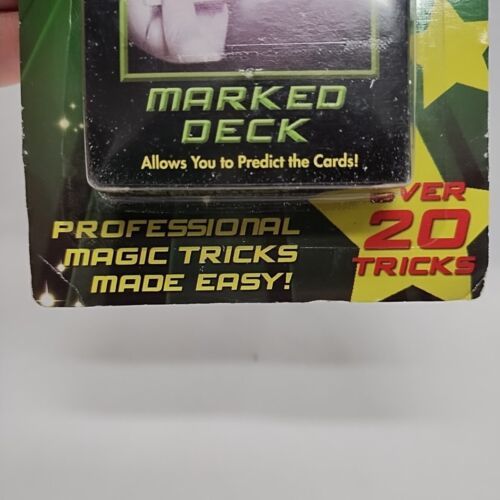 MARKED
DECK
Allows You to Predict the Cards!
PROFESSIONAL
MAGIC TRICKS
MADE EASY!
OVER
20
TRICKS